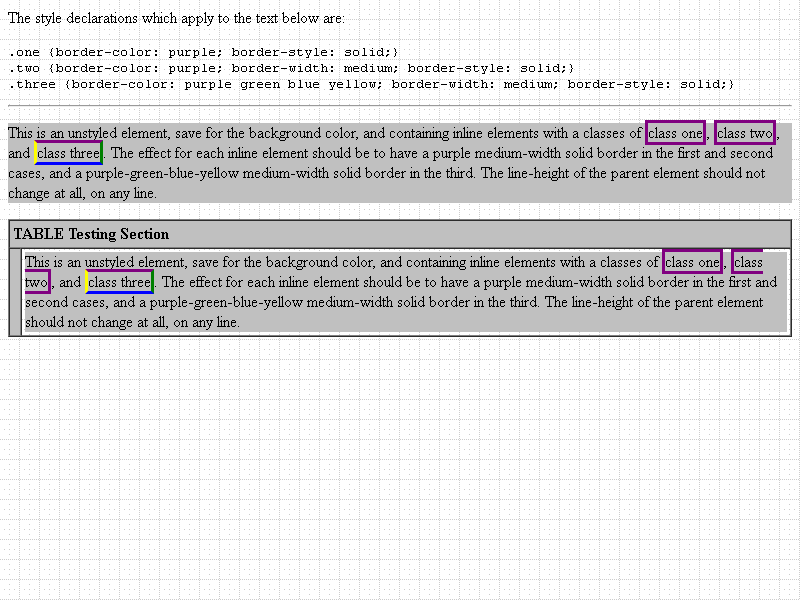 The style declarations which apply to the text below are:
.one {border-color: purple; border-style: solid;}
.two {border-color: purple; border-width: medium; border-style: solid;}
.three {border-color: purple green blue yellow; border-width: medium; border-style: solid;}
This is an unstyled element, save for the background color, and containing inline elements with a classes of class one, class two,
and class three. The effect for each inline element should be to have a purple medium-width solid border in the first and second
cases, and a purple-green-blue-yellow medium-width solid border in the third. The line-height of the parent element should not
change at all, on any line.
TABLE Testing Section
This is an unstyled element, save for the background color, and containing inline elements with a classes of class one, class
two, and class three. The effect for each inline element should be to have a purple medium-width solid border in the first and
second cases, and a purple-green-blue-yellow medium-width solid border in the third. The line-height of the parent element
should not change at all, on any line.